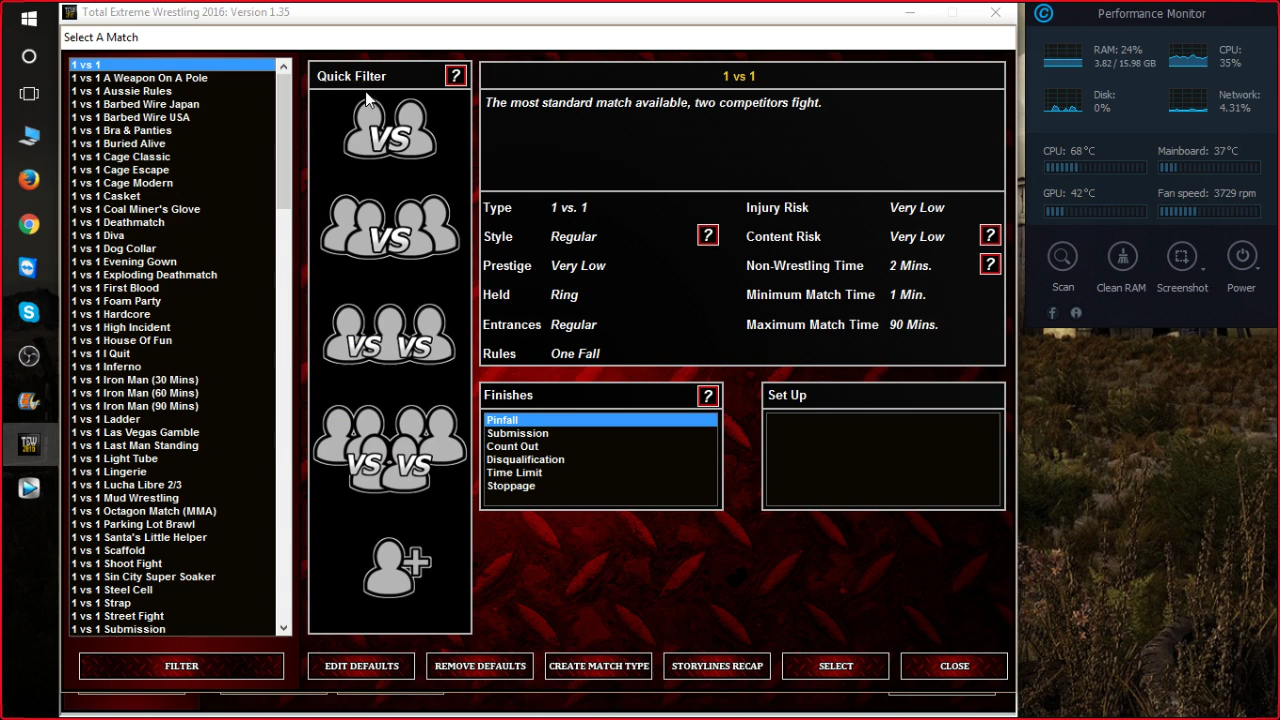 Total Extreme Wrestling 2016: Version 1.35
Select A Match
1 vs 1
1 vs 1 A Weapon On A Pole
1 vs 1 Aussie Rules
1 vs 1 Barbed Wire Japan
1 vs 1 Barbed Wire USA
1 vs 1 Bra & Panties
1 vs 1 Buried Alive
1 vs 1 Cage Classic
1 vs 1 Cage Escape
1 vs 1 Cage Modern
1 vs 1 Casket
1 vs 1 Coal Miner's Glove
1 vs 1 Deathmatch
1 vs 1 Diva
1 vs 1 Dog Collar
1 vs 1 Evening Gown
1 vs 1 Exploding Deathmatch
1 vs 1 First Blood
1 vs 1 Foam Party
1 vs 1 Hardcore
1 vs 1 High Incident
1 vs 1 House Of Fun
1 vs 1 I Quit
1 vs 1 Inferno
1 vs 1 Iron Man (30 Mins)
1 vs 1 Iron Man (60 Mins)
1 vs 1 Iron Man (90 Mins)
1 vs 1 Ladder
1 vs 1 Las Vegas Gamble
1 vs 1 Last Man Standing
1 vs 1 Light Tube
1 vs 1 Lingerie
1 vs 1 Lucha Libre 2/3
1 vs 1 Mud Wrestling
1 vs 1 Octagon Match (MMA)
1 vs 1 Parking Lot Brawl
1 vs 1 Santa's Little Helper
1 vs 1 Scaffold
1 vs 1 Shoot Fight
1 vs 1 Sin City Super Soaker
1 vs 1 Steel Cell
1 vs 1 Strap
1 vs 1 Street Fight
1 vs 1 Submission
FILTER
Quick Filter ?
VS
VS
VS VS
VS VS
1 vs 1
The most standard match available, two competitors fight.
Type 1 vs. 1 Injury Risk Very Low
Style Regular ? Content Risk Very Low ?
Prestige Very Low Non-Wrestling Time 2 Mins. ?
Held Ring Minimum Match Time 1 Min.
Entrances Regular Maximum Match Time 90 Mins.
Rules One Fall
Finishes ?
Pinfall
Submission
Count Out
Disqualification
Time Limit
Stoppage
Set Up
EDIT DEFAULTS REMOVE DEFAULTS CREATE MATCH TYPE STORYLINES RECAP SELECT CLOSE
TEW
2016
Performance Monitor
RAM: 24% CPU:
3.82 / 15.98 GB 35%
Disk: Network:
0% 4.31%
CPU: 68°C Mainboard: 37°C
GPU: 42°C Fan speed: 3729 rpm
Scan Clean RAM Screenshot Power